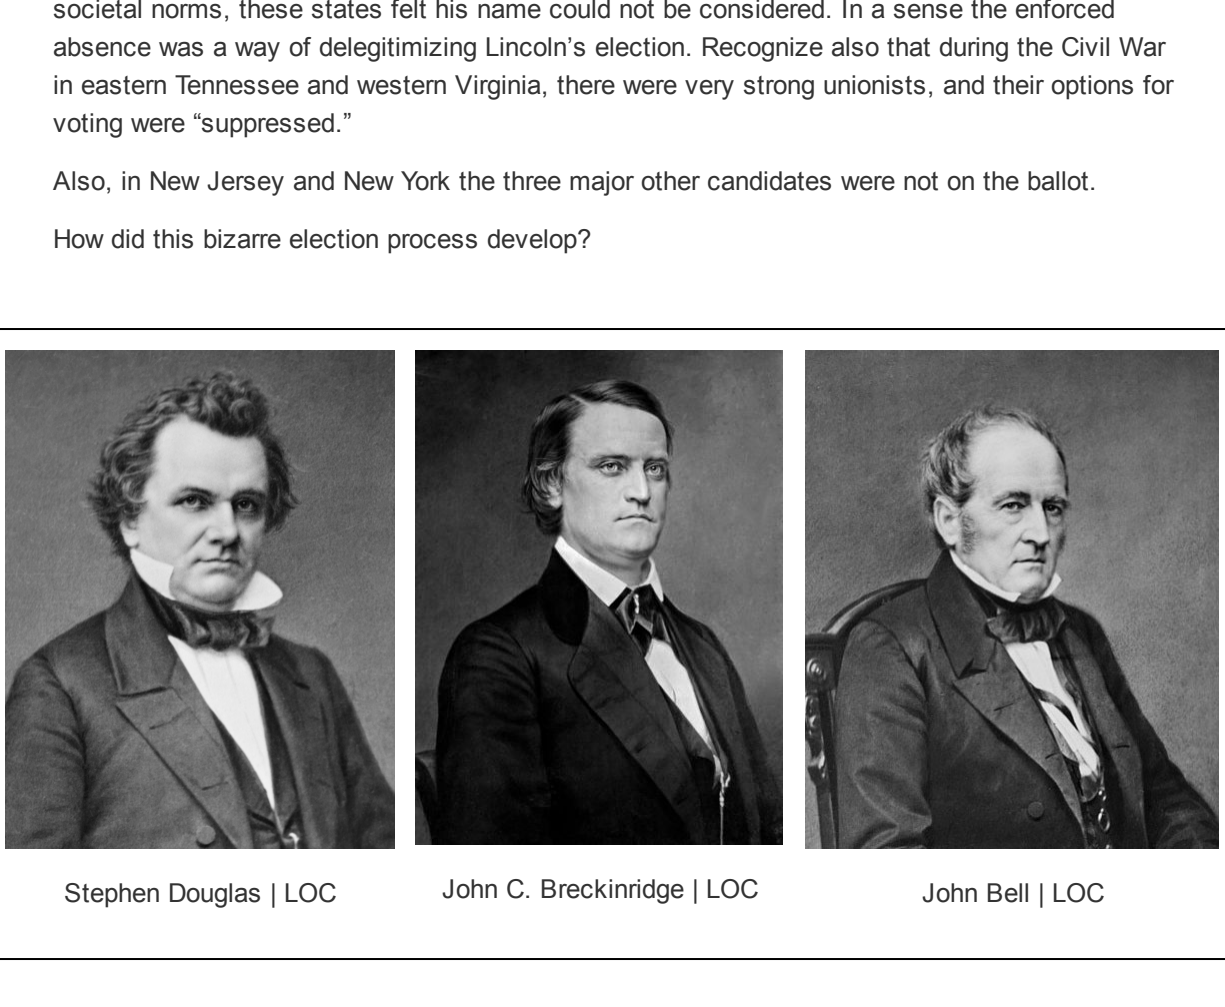 societal norms, these states felt his name could not be considered. In a sense the enforced
absence was a way of delegitimizing Lincoln’s election. Recognize also that during the Civil War
in eastern Tennessee and western Virginia, there were very strong unionists, and their options for
voting were “suppressed.”
Also, in New Jersey and New York the three major other candidates were not on the ballot.
How did this bizarre election process develop?
Stephen Douglas | LOC
John C. Breckinridge | LOC
John Bell | LOC